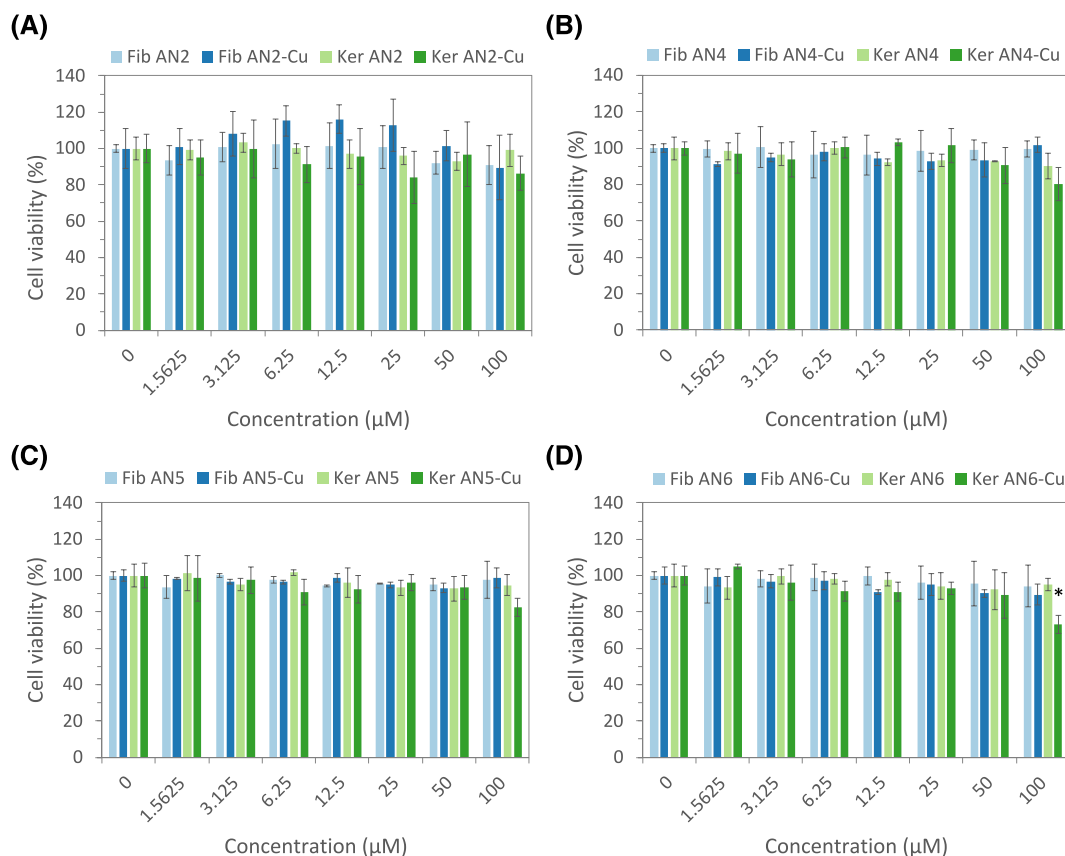 (A)
Fib AN2 Fib AN2-Cu Ker AN2 Ker AN2-Cu
140
120
100
80
60
40
20
0
Cell viability (%)
0 1.5625 3.125 6.25 12.5 25 50 100
Concentration (µM)
(B)
Fib AN4 Fib AN4-Cu Ker AN4 Ker AN4-Cu
140
120
100
80
60
40
20
0
Cell viability (%)
0 1.5625 3.125 6.25 12.5 25 50 100
Concentration (µM)
(C)
Fib AN5 Fib AN5-Cu Ker AN5 Ker AN5-Cu
140
120
100
80
60
40
20
0
Cell viability (%)
0 1.5625 3.125 6.25 12.5 25 50 100
Concentration (µM)
(D)
Fib AN6 Fib AN6-Cu Ker AN6 Ker AN6-Cu
140
120
100
80
60
40
20
0
Cell viability (%)
*
0 1.5625 3.125 6.25 12.5 25 50 100
Concentration (µM)